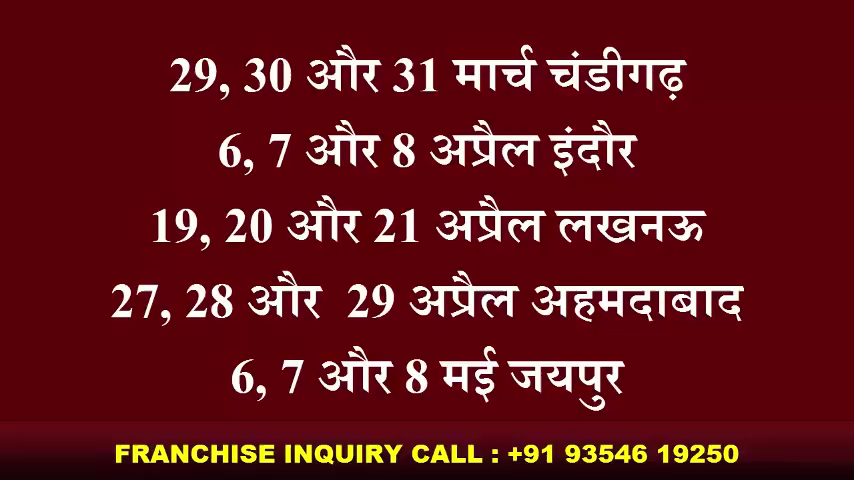 29, 30 और 31 मार्च चंडीगढ़
6, 7 और 8 अप्रैल इंदौर
19, 20 और 21 अप्रैल लखनऊ
27, 28 और 29 अप्रैल अहमदाबाद
6, 7 और 8 मई जयपुर
FRANCHISE INQUIRY CALL : +91 93546 19250